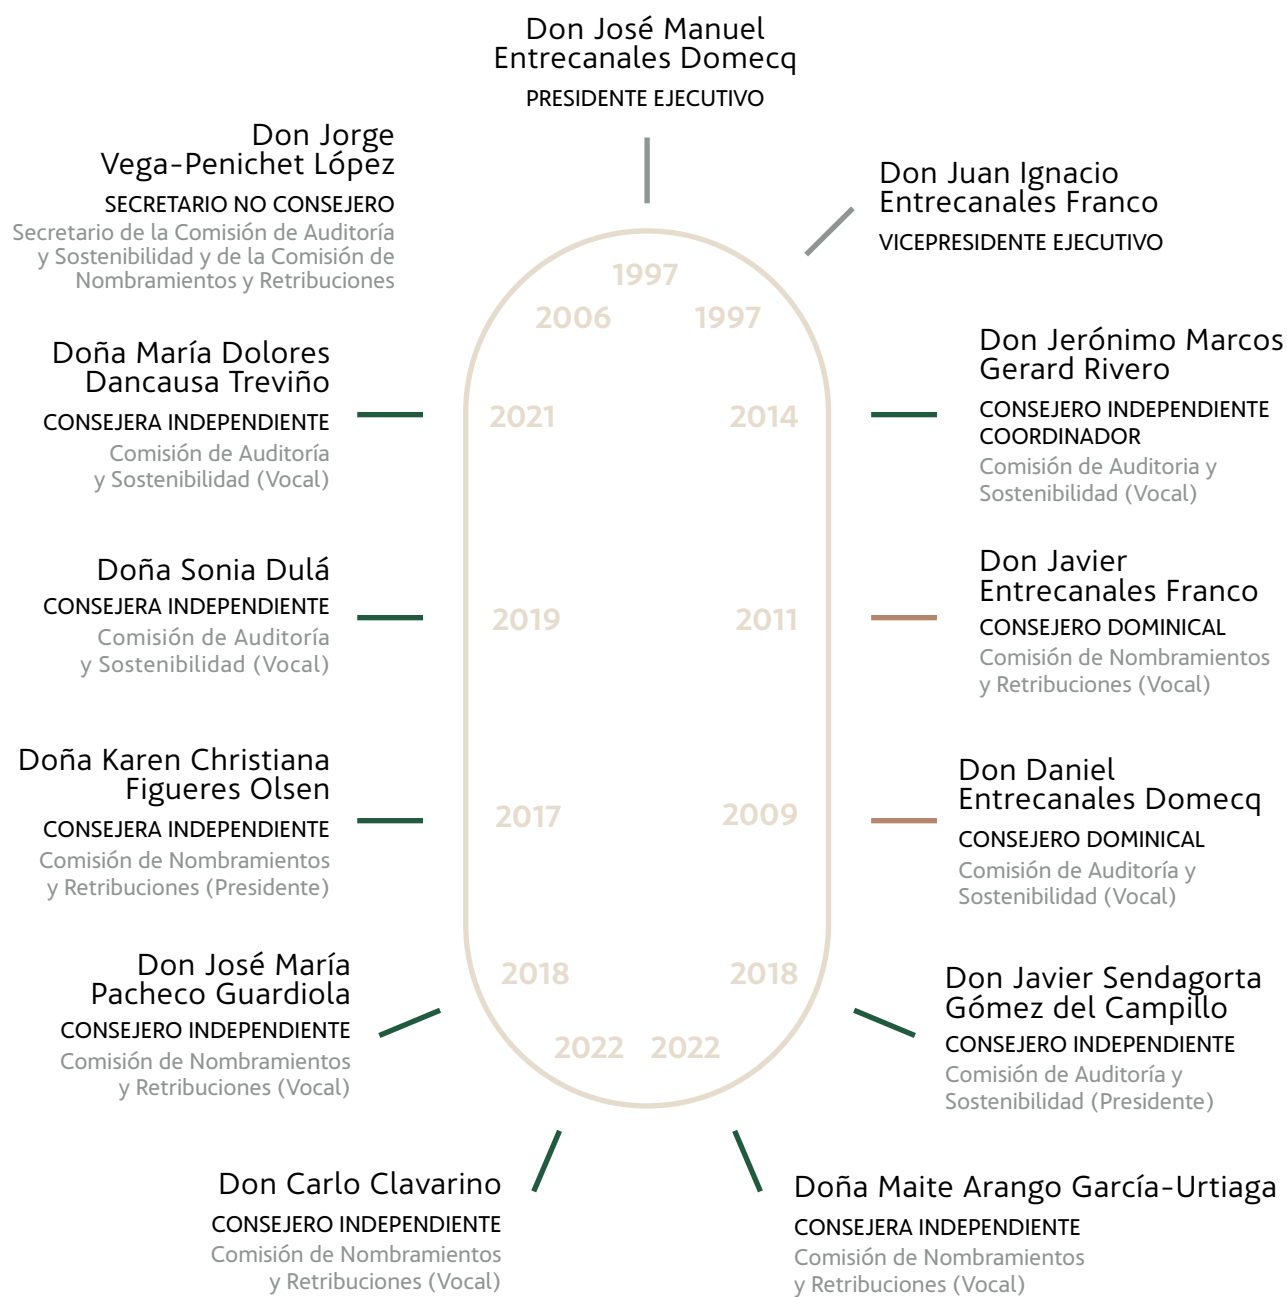 Don José Manuel
Entrecanales Domecq
PRESIDENTE EJECUTIVO
Don Jorge
Vega-Penichet López
SECRETARIO NO CONSEJERO
Secretario de la Comisión de Auditoría
y Sostenibilidad y de la Comisión de
Nombramientos y Retribuciones
Don Juan Ignacio
Entrecanales Franco
VICEPRESIDENTE EJECUTIVO
1997
2006
1997
Doña María Dolores
Dancausa Treviño
CONSEJERA INDEPENDIENTE
Comisión de Auditoría
y Sostenibilidad (Vocal)
2021
2014
Don Jerónimo Marcos
Gerard Rivero
CONSEJERO INDEPENDIENTE
COORDINADOR
Comisión de Auditoria y
Sostenibilidad (Vocal)
Doña Sonia Dulá
CONSEJERA INDEPENDIENTE
Comisión de Auditoría
y Sostenibilidad (Vocal)
2019
2011
Don Javier
Entrecanales Franco
CONSEJERO DOMINICAL
Comisión de Nombramientos
y Retribuciones (Vocal)
Doña Karen Christiana
Figueres Olsen
CONSEJERA INDEPENDIENTE
Comisión de Nombramientos
y Retribuciones (Presidente)
2017
2009
Don Daniel
Entrecanales Domecq
CONSEJERO DOMINICAL
Comisión de Auditoría y
Sostenibilidad (Vocal)
Don José María
Pacheco Guardiola
CONSEJERO INDEPENDIENTE
Comisión de Nombramientos
y Retribuciones (Vocal)
2018
2018
Don Javier Sendagorta
Gómez del Campillo
CONSEJERO INDEPENDIENTE
Comisión de Auditoría y
Sostenibilidad (Presidente)
2022
2022
Don Carlo Clavarino
CONSEJERO INDEPENDIENTE
Comisión de Nombramientos
y Retribuciones (Vocal)
Doña Maite Arango García-Urtiaga
CONSEJERA INDEPENDIENTE
Comisión de Nombramientos
y Retribuciones (Vocal)